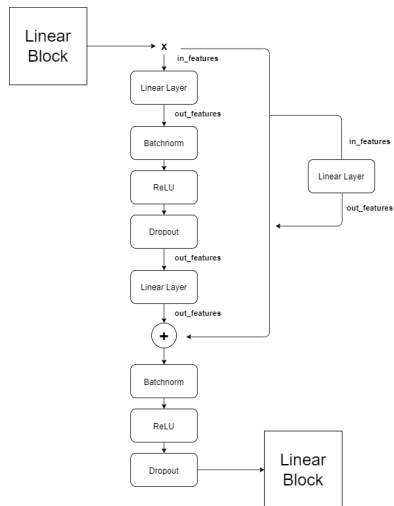 Linear
Block
x
in_features
Linear Layer
out_features
Batchnorm
in_features
ReLU
Linear Layer
out_features
Dropout
out_features
Linear Layer
out_features
+
Batchnorm
ReLU
Dropout
Linear
Block